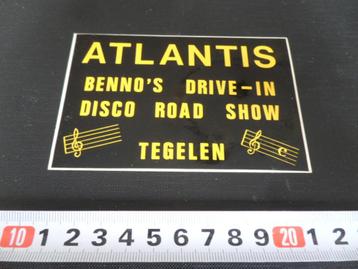 ATLANTIS
BENNO'S DRIVE-IN
DISCO ROAD SHOW
TEGELEN
10 1 2 3 4 5 6 7 8 9 20 1 2